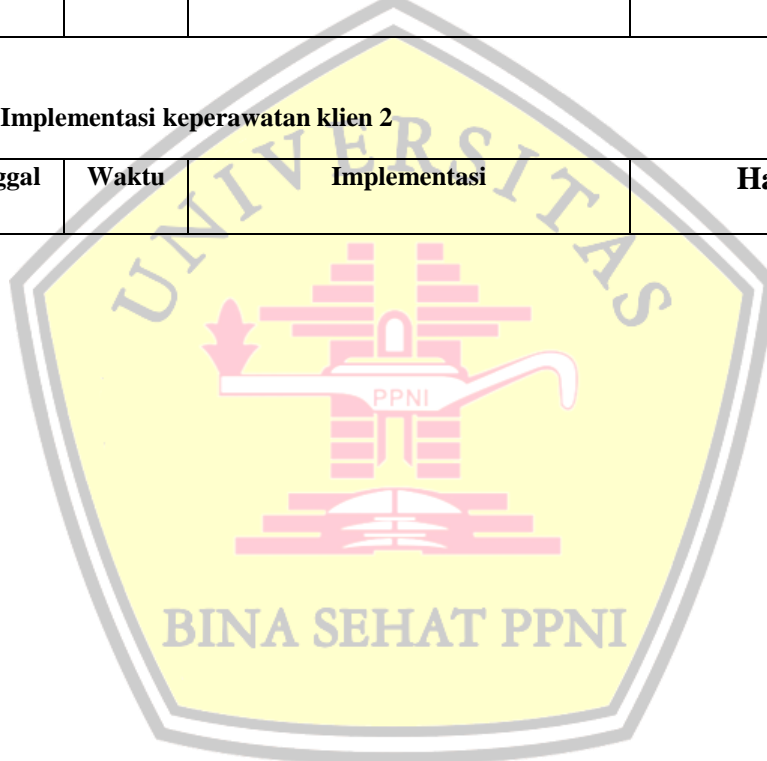 Implementasi keperawatan klien 2
ggal Waktu Implementasi Ha
UNIVERSITAS
PPNI
BINA SEHAT PPNI